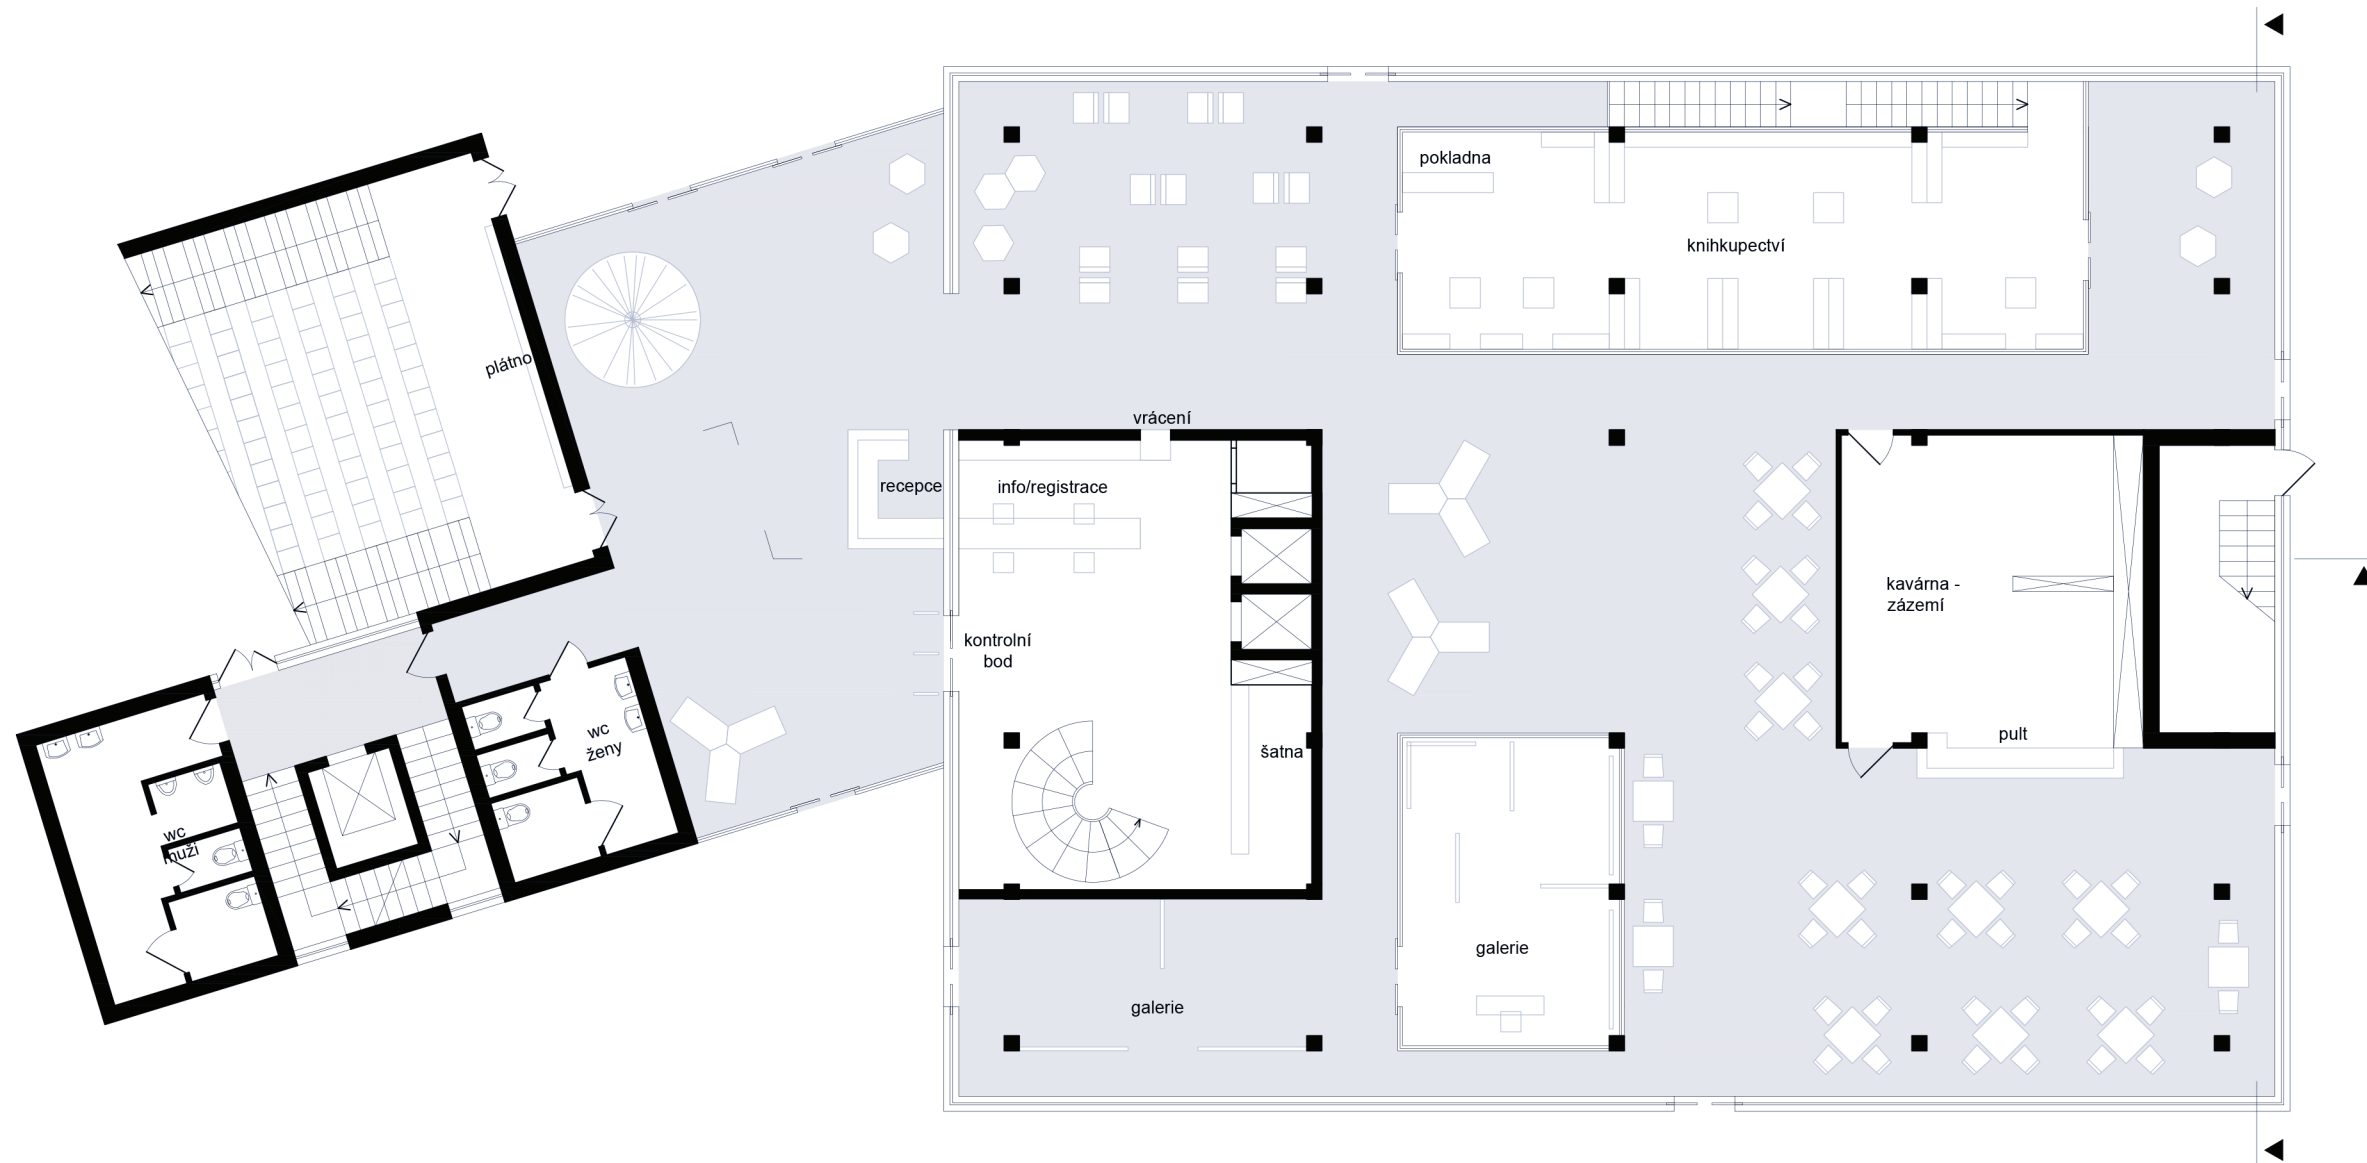 pokladna
knihkupectví
plátno
vrácení
recepce
info/registrace
kavárna -
zázemí
kontrolní
bod
wc
ženy
pult
šatna
wc
muži
galerie
galerie